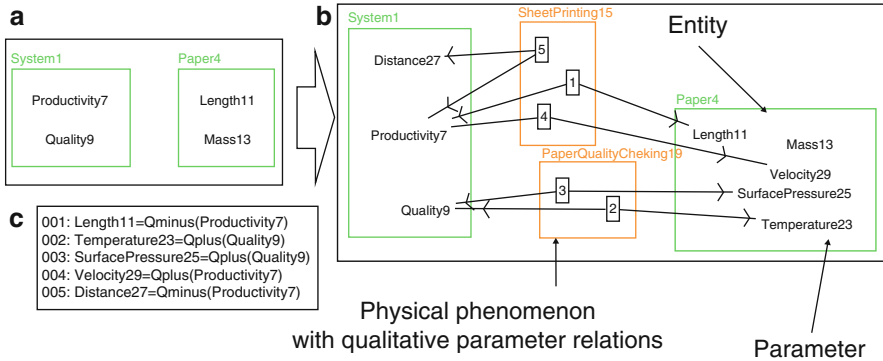 a
System1
Paper4
Productivity7
Length11
Quality9
Mass13
b
SheetPrinting15
Entity
System1
5
Distance27
1
Paper4
4
Length11
Productivity7
Mass13
PaperQualityCheking19
Velocity29
3
SurfacePressure25
Quality9
2
Temperature23
c
001: Length11=Qminus(Productivity7)
002: Temperature23=Qplus(Quality9)
003: SurfacePressure25=Qplus(Quality9)
004: Velocity29=Qplus(Productivity7)
005: Distance27=Qminus(Productivity7)
Physical phenomenon
with qualitative parameter relations
Parameter